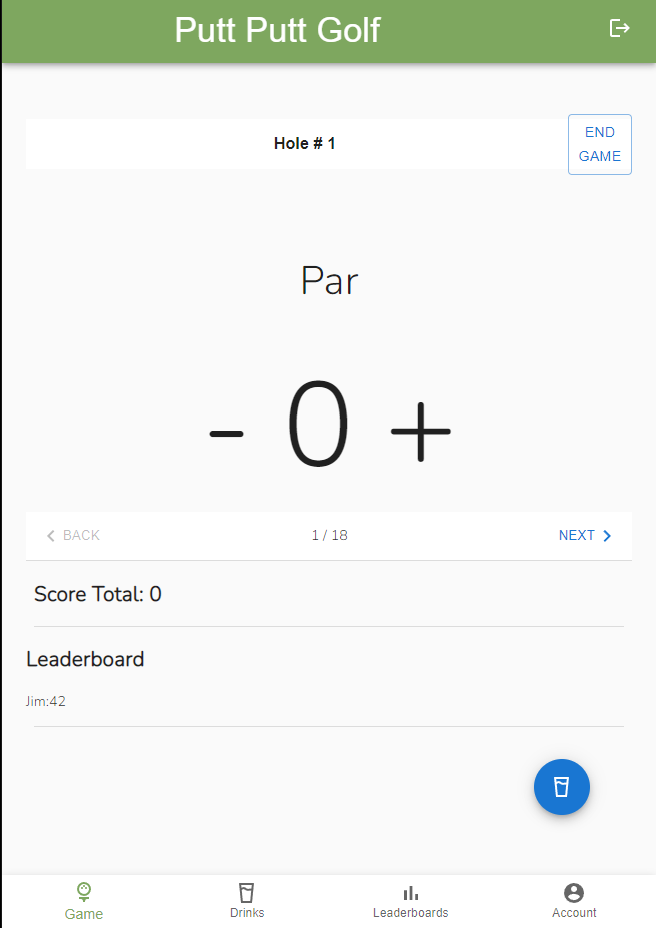 Putt Putt Golf
Hole # 1
END
GAME
Par
- 0 +
BACK
1 / 18
NEXT
Score Total: 0
Leaderboard
Jim:42
Game
Drinks
Leaderboards
Account